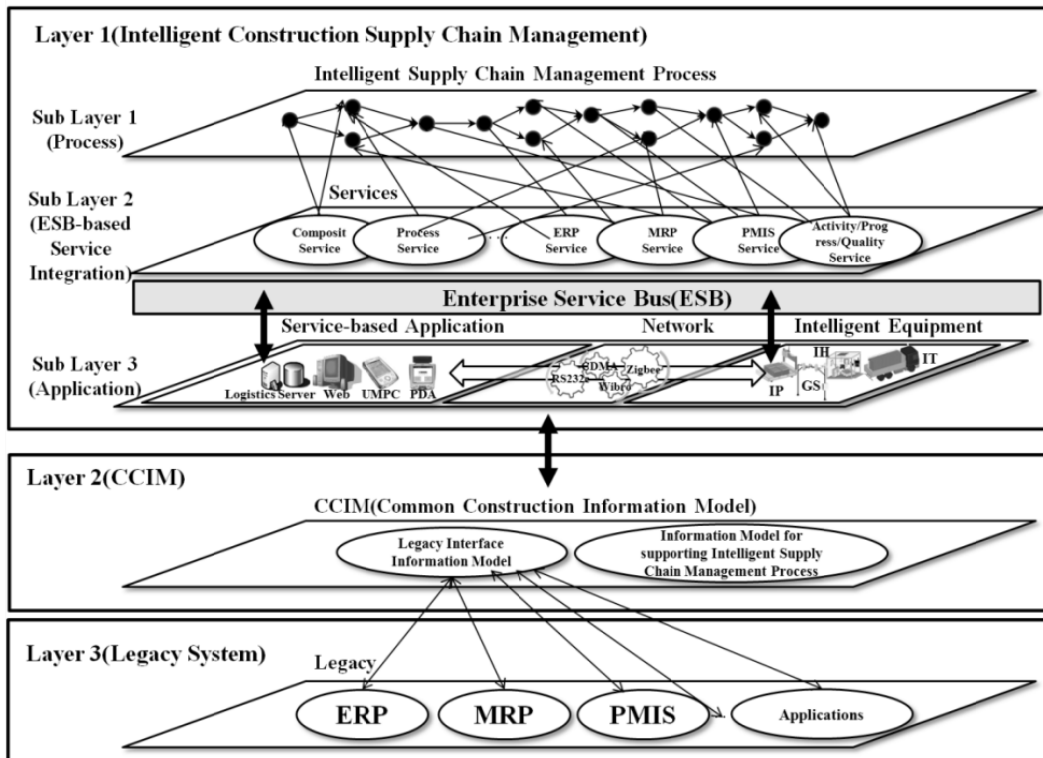 Layer 1(Intelligent Construction Supply Chain Management)
Intelligent Supply Chain Management Process
Sub Layer 1
(Process)
Sub Layer 2
(ESB-based
Service
Integration)
Services
Composit
Service
Process
Service
. . .
ERP
Service
MRP
Service
PMIS
Service
Activity/Prog
ress/Quality
Service
Enterprise Service Bus(ESB)
Service-based Application
Network
Intelligent Equipment
Sub Layer 3
(Application)
Logistics
Server
Web
UMPC
PDA
RS232c
CDMA
Wibro
Zigbee
IP
GS
IH
IT
Layer 2(CCIM)
CCIM(Common Construction Information Model)
Legacy Interface
Information Model
Information Model for
supporting Intelligent Supply
Chain Management Process
Layer 3(Legacy System)
Legacy
ERP
MRP
PMIS
Applications